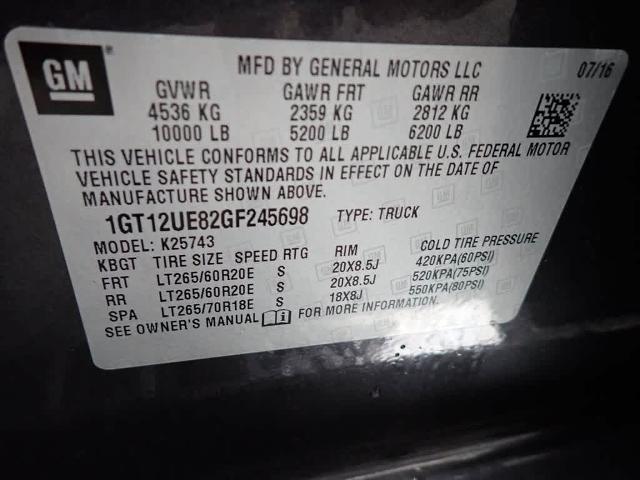 GM MFD BY GENERAL MOTORS LLC 07/16
GVWR GAWR FRT GAWR RR
4536 KG 2359 KG 2812 KG
10000 LB 5200 LB 6200 LB
THIS VEHICLE CONFORMS TO ALL APPLICABLE U.S. FEDERAL MOTOR
VEHICLE SAFETY STANDARDS IN EFFECT ON THE DATE OF
MANUFACTURE SHOWN ABOVE.
1GT12UE82GF245698 TYPE: TRUCK
MODEL: K25743
KBGT TIRE SIZE SPEED RTG RIM COLD TIRE PRESSURE
FRT LT265/60R20E S 20X8.5J 420KPA(60PSI)
RR LT265/60R20E S 20X8.5J 520KPA(75PSI)
SPA LT265/70R18E S 18X8J 550KPA(80PSI)
SEE OWNER'S MANUAL FOR MORE INFORMATION.